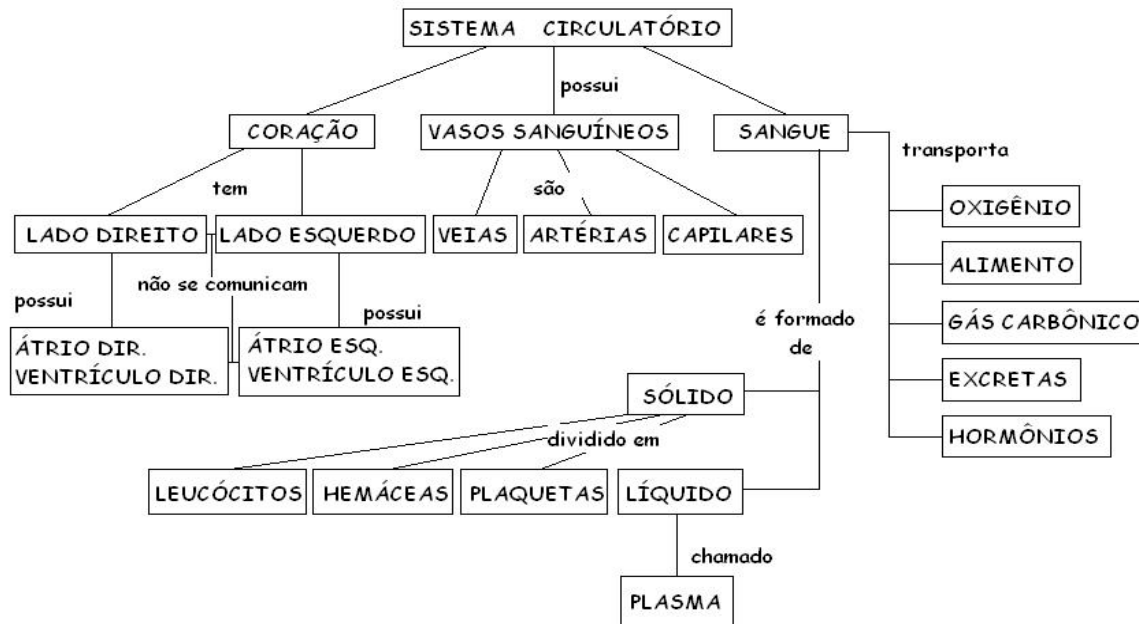 SISTEMA CIRCULATÓRIO
possui
CORAÇÃO
VASOS SANGUÍNEOS
SANGUE
transporta
tem
são
OXIGÊNIO
LADO DIREITO
LADO ESQUERDO
VEIAS
ARTÉRIAS
CAPILARES
ALIMENTO
não se comunicam
possui
possui
é formado
de
GÁS CARBÔNICO
ÁTRIO DIR.
VENTRÍCULO DIR.
ÁTRIO ESQ.
VENTRÍCULO ESQ.
EXCRETAS
SÓLIDO
HORMÔNIOS
dividido em
LEUCÓCITOS
HEMÁCEAS
PLAQUETAS
LÍQUIDO
chamado
PLASMA